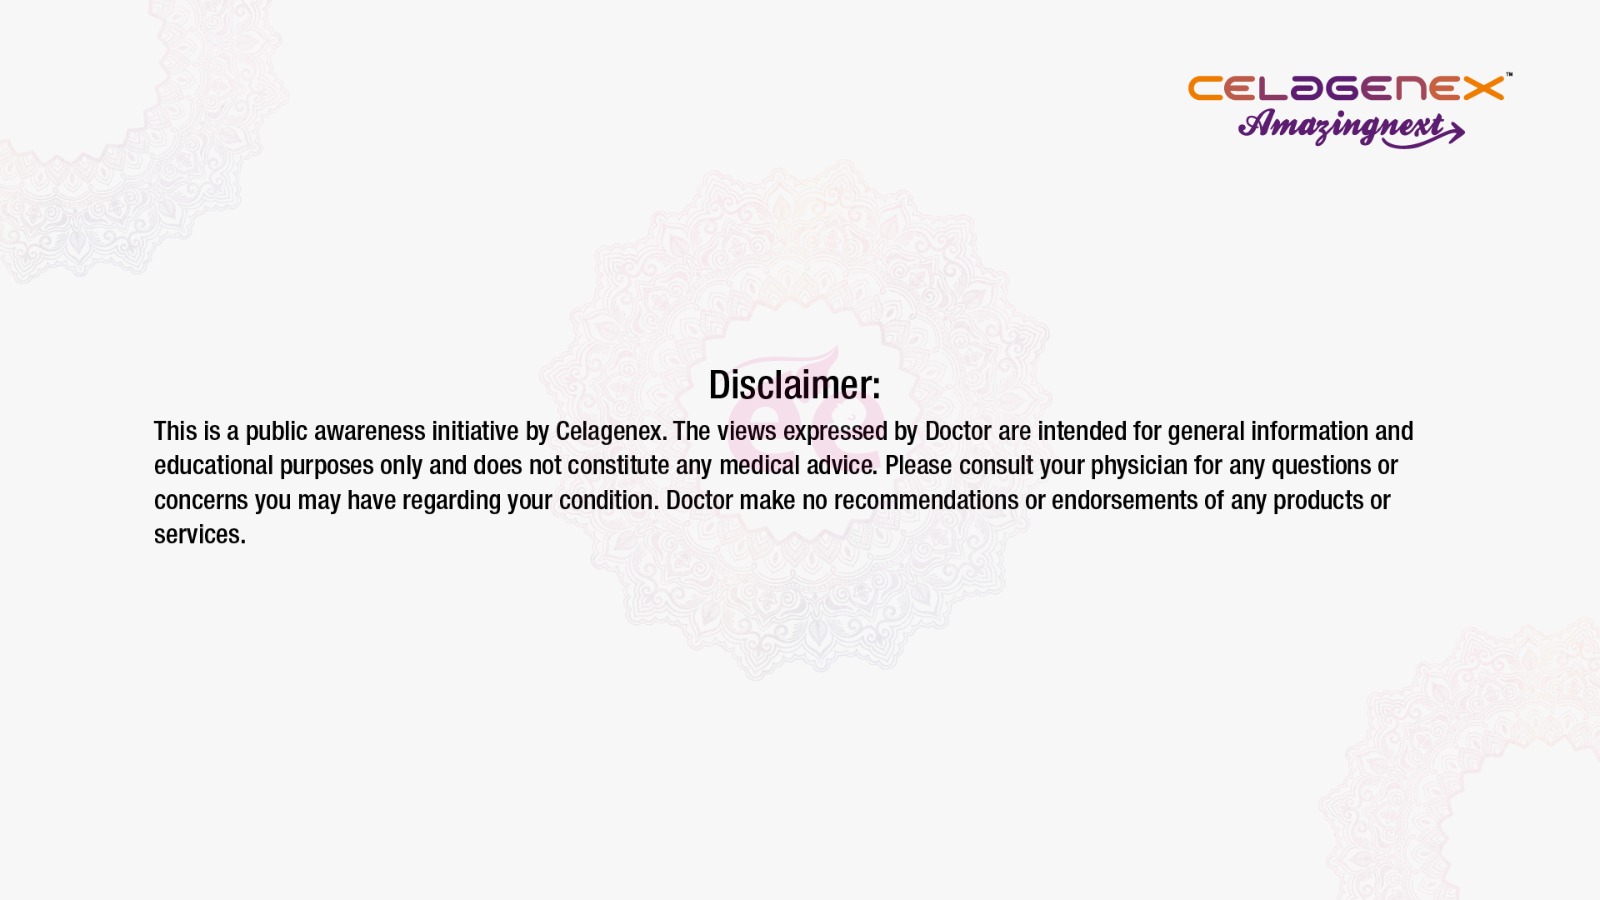 CELAGENEX™
Amazingnext
Disclaimer:
This is a public awareness initiative by Celagenex. The views expressed by Doctor are intended for general information and
educational purposes only and does not constitute any medical advice. Please consult your physician for any questions or
concerns you may have regarding your condition. Doctor make no recommendations or endorsements of any products or
services.